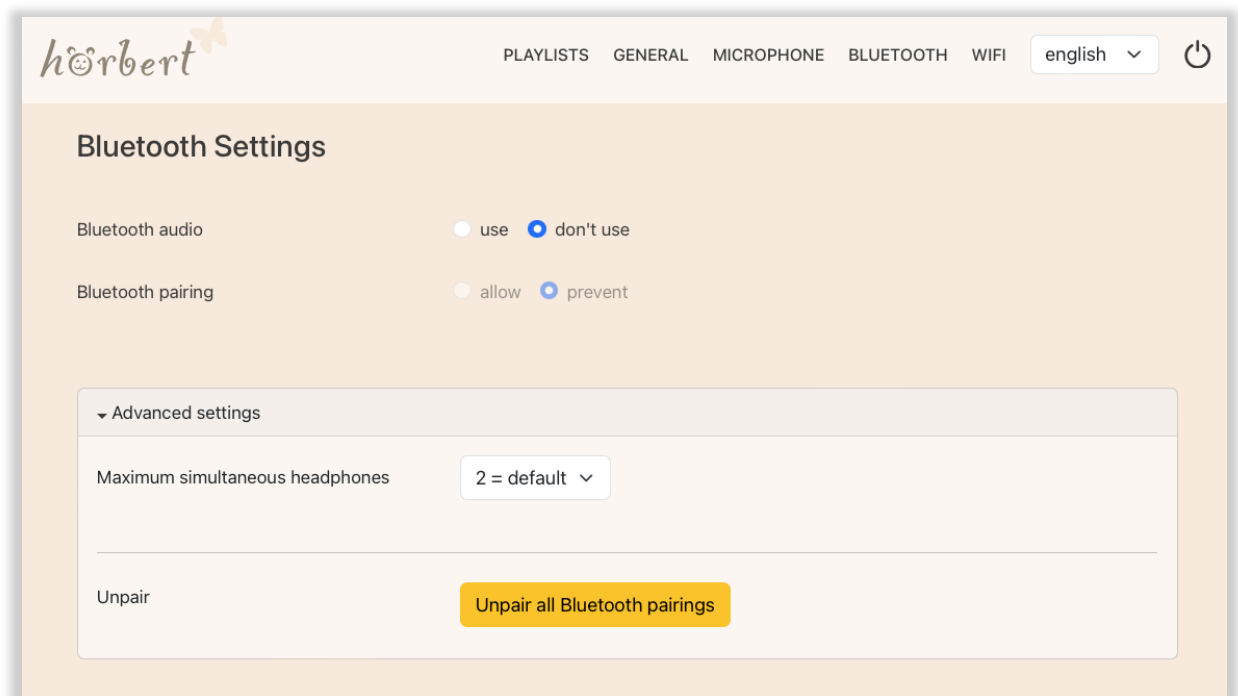 hörbert
PLAYLISTS GENERAL MICROPHONE BLUETOOTH WIFI english
Bluetooth Settings
Bluetooth audio use don't use
Bluetooth pairing allow prevent
Advanced settings
Maximum simultaneous headphones 2 = default
Unpair Unpair all Bluetooth pairings